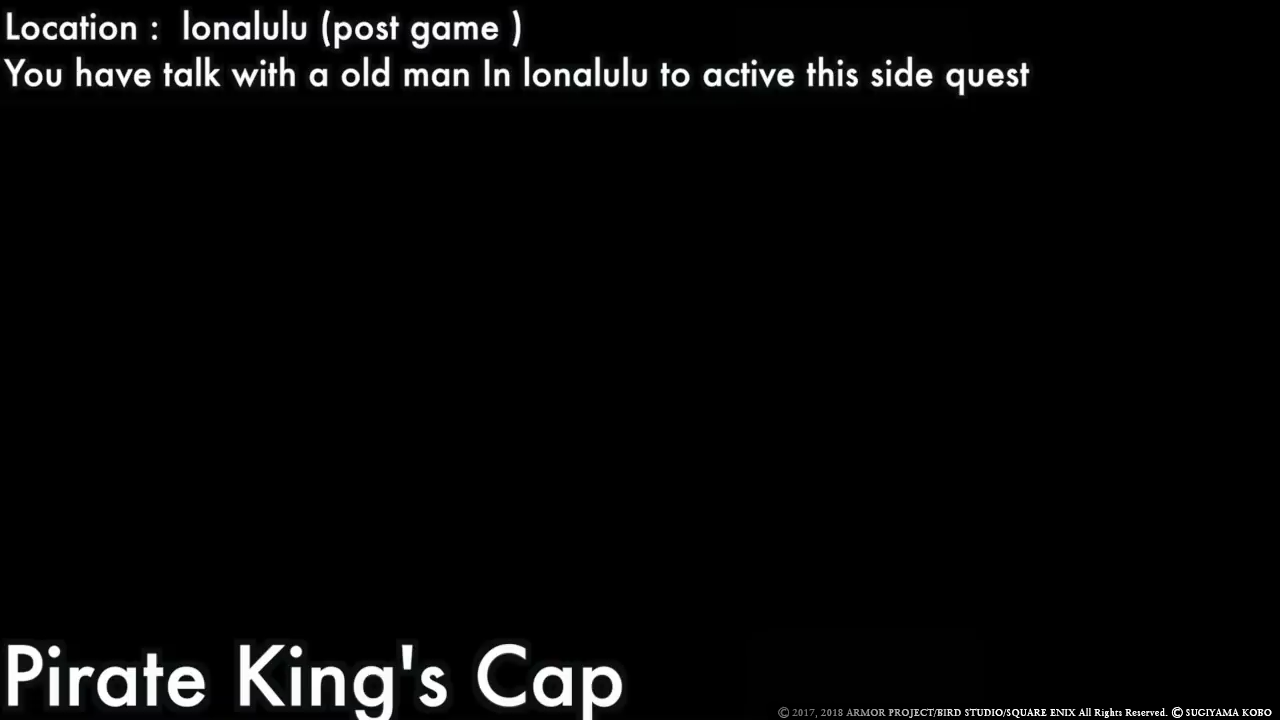 Location :  lonalulu (post game )
You have talk with a old man In lonalulu to active this side quest
Pirate King's Cap
© 2017, 2018 ARMOR PROJECT/BIRD STUDIO/SQUARE ENIX All Rights Reserved. © SUGIYAMA KOBO